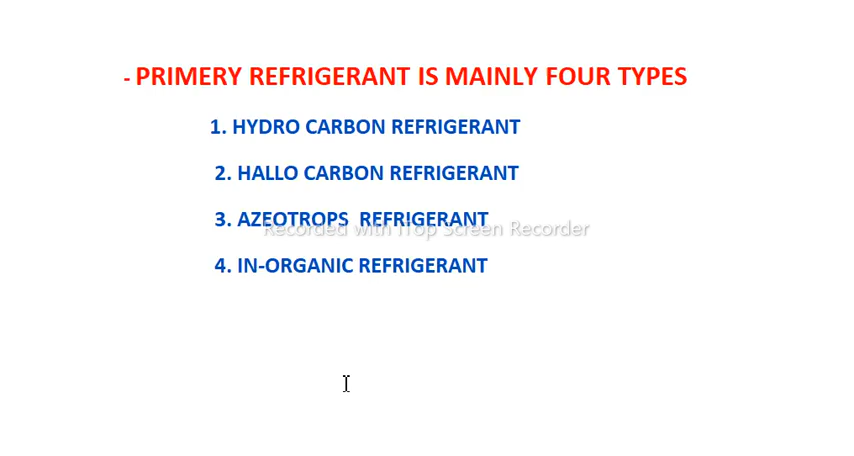 - PRIMERY REFRIGERANT IS MAINLY FOUR TYPES
1. HYDRO CARBON REFRIGERANT
2. HALLO CARBON REFRIGERANT
3. AZEOTROPS REFRIGERANT
Recorded with iTop Screen Recorder
4. IN-ORGANIC REFRIGERANT